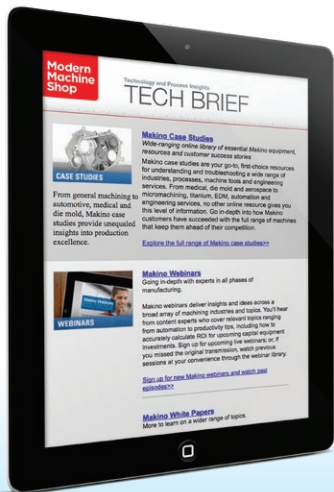 Modern
Machine
Shop
Technology and Process Insights
TECH BRIEF
Makino Case Studies
Wide-ranging online library of essential Makino equipment,
resources and customer success stories
Makino case studies are your go-to, first-choice resources
for understanding and troubleshooting a wide range of
industries, processes, machine tools and engineering
services. From medical, die mold and aerospace to
micromachining, titanium, EDM, automation and
engineering services, no other online resource gives you
this level of information. Go in-depth into how Makino
customers have succeeded with the full range of machines
that keep them ahead of their competition.
Explore the full range of Makino case studies>>
CASE STUDIES
From general machining to
automotive, medical and
die mold, Makino case
studies provide unequaled
insights into production
excellence.
Makino Webinars
Going in-depth with experts in all phases of
manufacturing.
Makino webinars deliver insights and ideas across a
broad array of machining industries and topics. You'll hear
from content experts who cover relevant topics ranging
from automation to productivity tips, including how to
accurately calculate ROI for upcoming capital equipment
investments. Sign up for upcoming live webinars; or, if
you missed the original transmission, watch previous
sessions at your convenience through the webinar library.
Sign up for new Makino webinars and watch past
episodes>>
WEBINARS
Makino White Papers
More to learn on a wider range of topics.